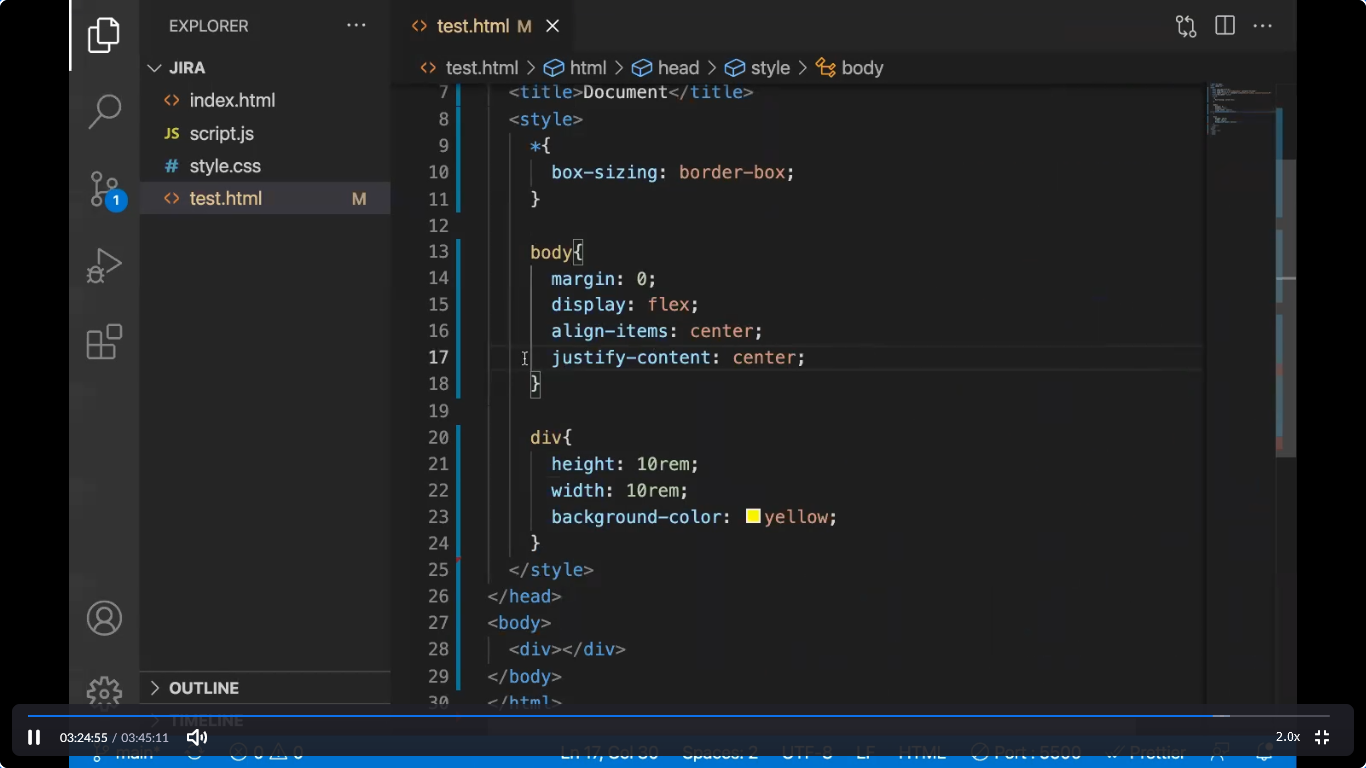 EXPLORER
JIRA
index.html
JS script.js
# style.css
test.html M
OUTLINE
TIMELINE
test.html M
test.html > html > head > style > body
7 <title>Document</title>
8 <style>
9 *{
10 box-sizing: border-box;
11 }
12
13 body{
14 margin: 0;
15 display: flex;
16 align-items: center;
17 justify-content: center;
18 }
19
20 div{
21 height: 10rem;
22 width: 10rem;
23 background-color: yellow;
24 }
25 </style>
26 </head>
27 <body>
28 <div></div>
29 </body>
30 </html>
1
03:24:55 / 03:45:11
2.0x
main* 0 0 Ln 17, Col 30 Spaces: 2 UTF-8 LF HTML Port : 5500 Prettier